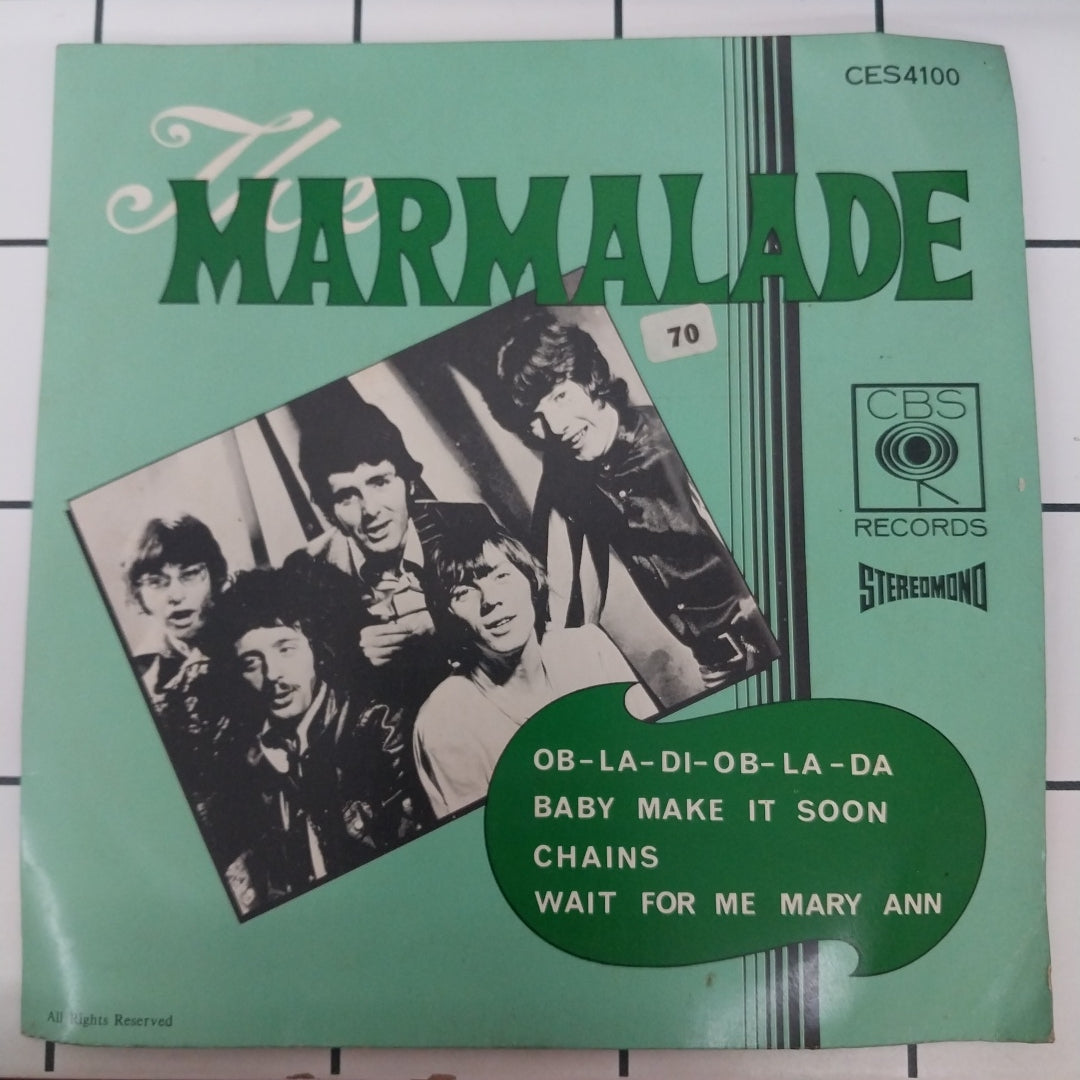 CES4100
The
MARMALADE
70
CBS
RECORDS
STEREOMONO
OB-LA-DI-OB-LA-DA
BABY MAKE IT SOON
CHAINS
WAIT FOR ME MARY ANN
All Rights Reserved